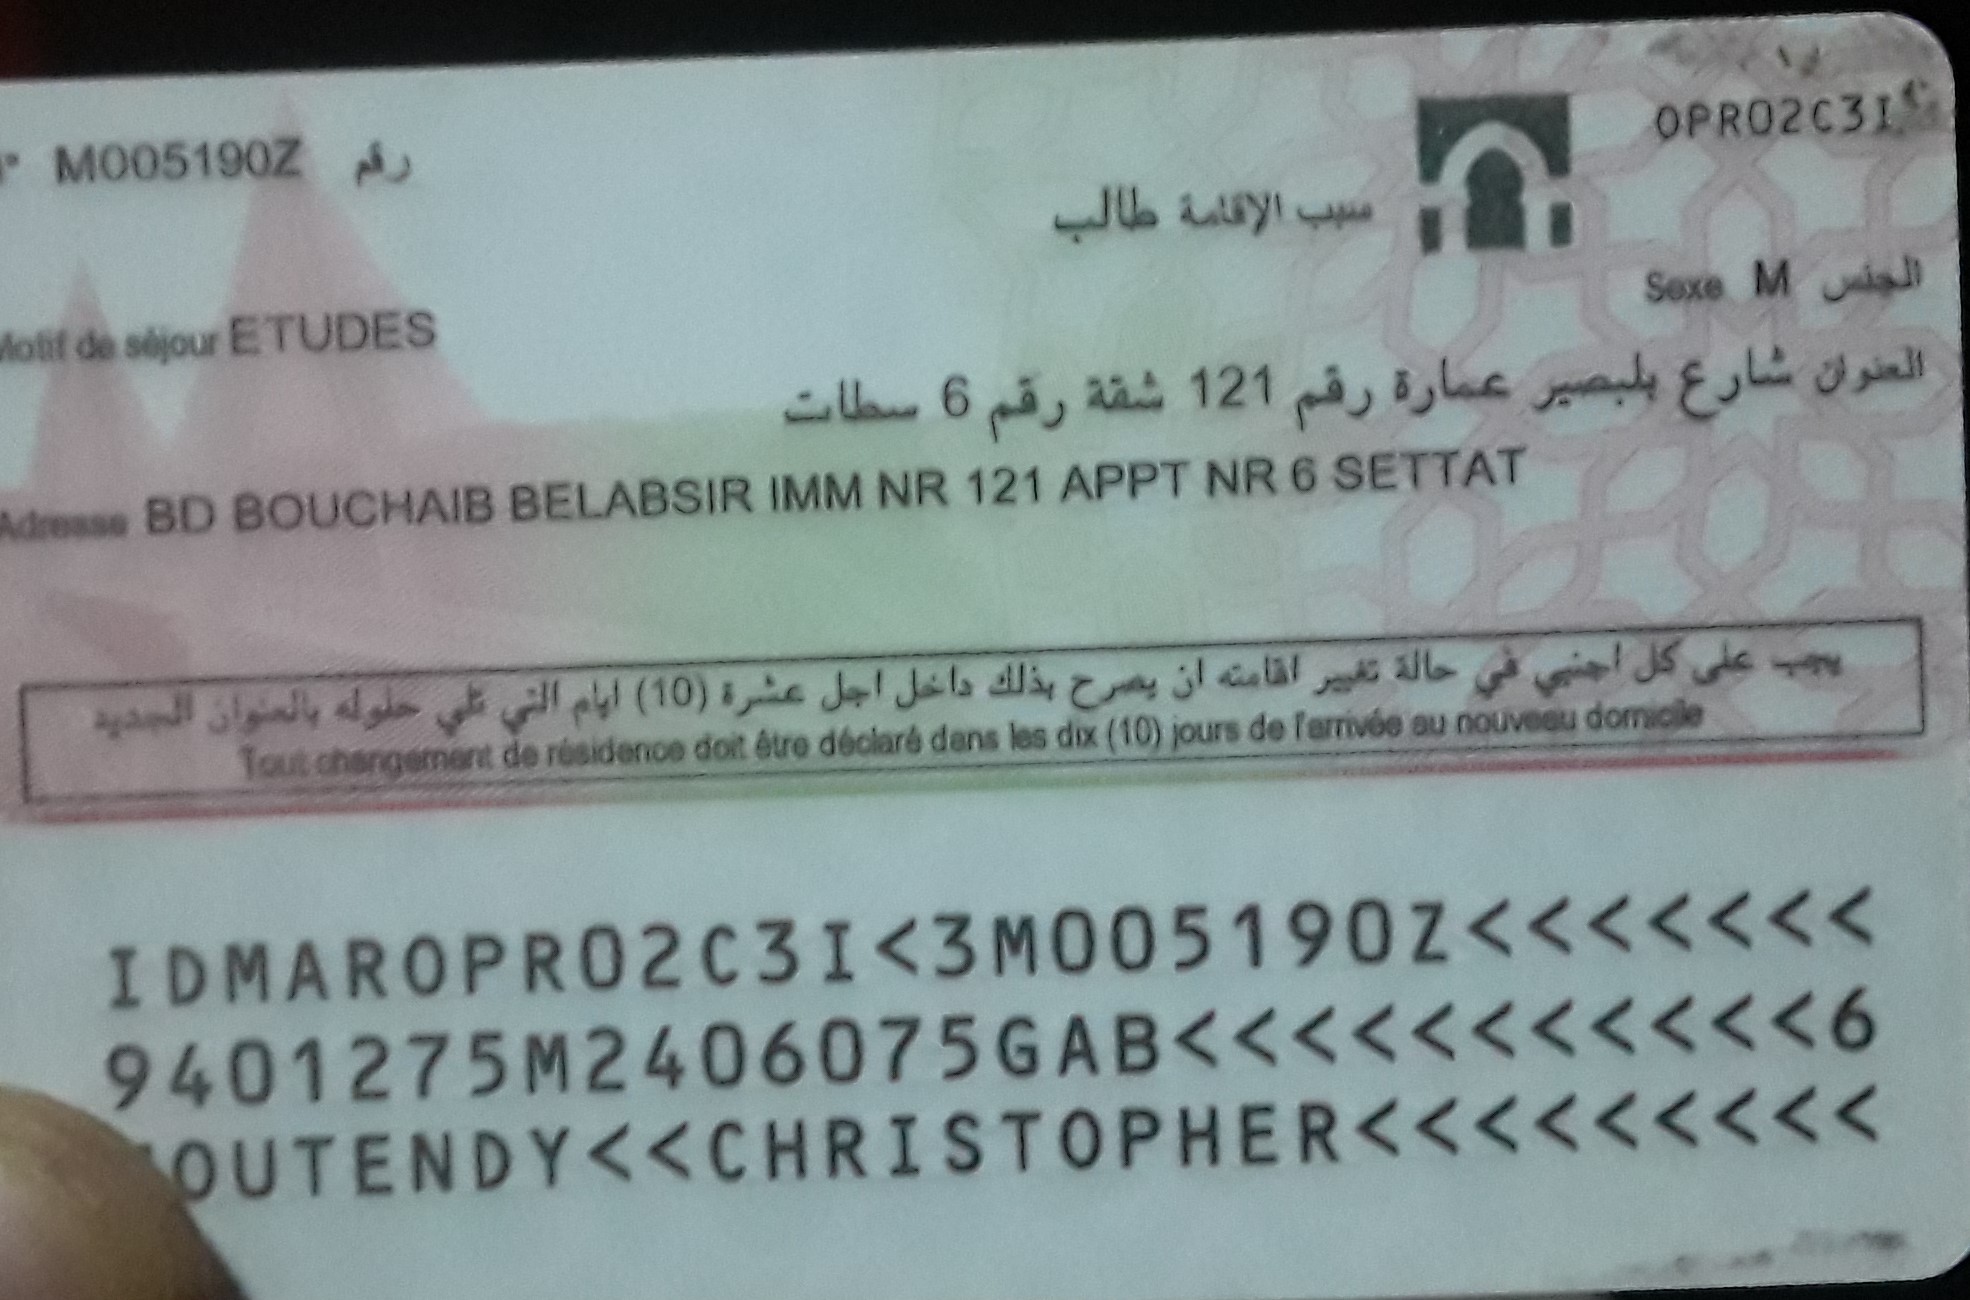 M005190Z رقم
OPR02C3I
سبب الإقامة طالب
Sexe M الجنس
Motif de séjour ETUDES
العنوان شارع بلبصير عمارة رقم 121 شقة رقم 6 سطات
Adresse BD BOUCHAIB BELABSIR IMM NR 121 APPT NR 6 SETTAT
يجب على كل اجنبي في حالة تغيير اقامته ان يصرح بذلك داخل اجل عشرة (10) ايام التي تلي حلوله بالعنوان الجديد
Tout changement de résidence doit être déclaré dans les dix (10) jours de l'arrivée au nouveau domicile
IDMAROPR02C3I<3M005190Z<<<<<<<
9401275M2406075GAB<<<<<<<<<<<6
OUTENDY<<CHRISTOPHER<<<<<<<<<